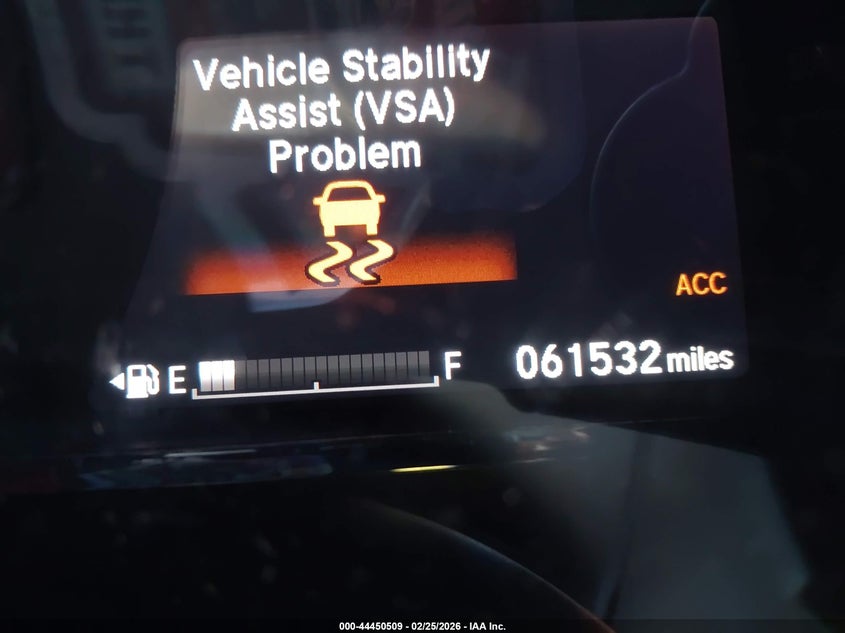 Vehicle Stability
Assist (VSA)
Problem
ACC
E F 061532 miles
000-44450509 - 02/25/2026 - IAA Inc.